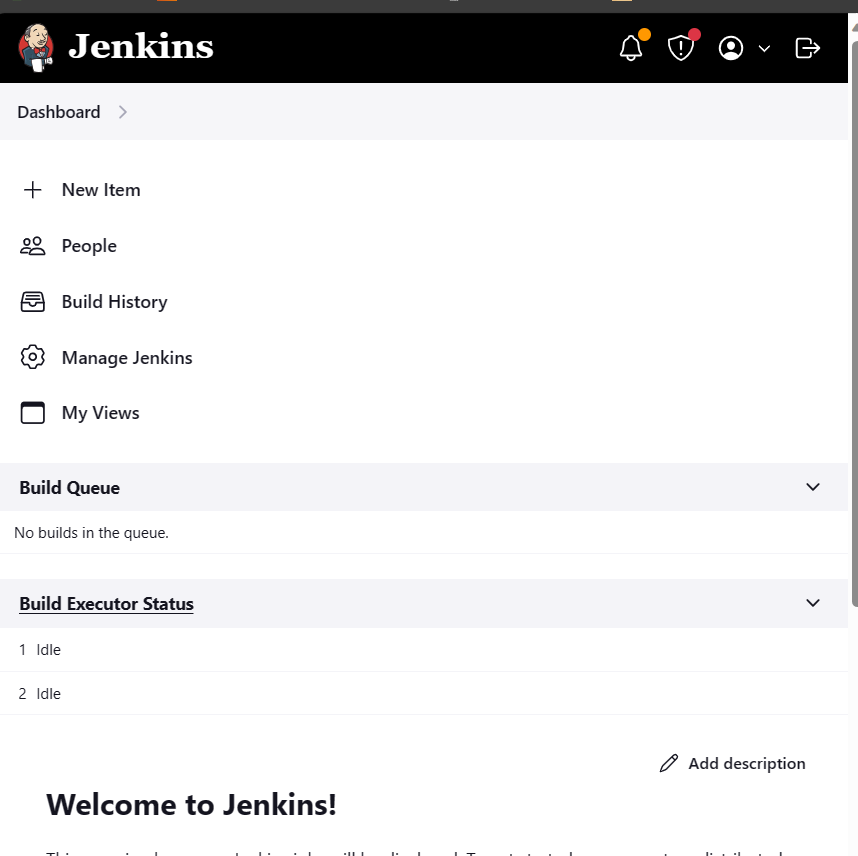 Jenkins
Dashboard
New Item
People
Build History
Manage Jenkins
My Views
Build Queue
No builds in the queue.
Build Executor Status
1 Idle
2 Idle
Add description
Welcome to Jenkins!